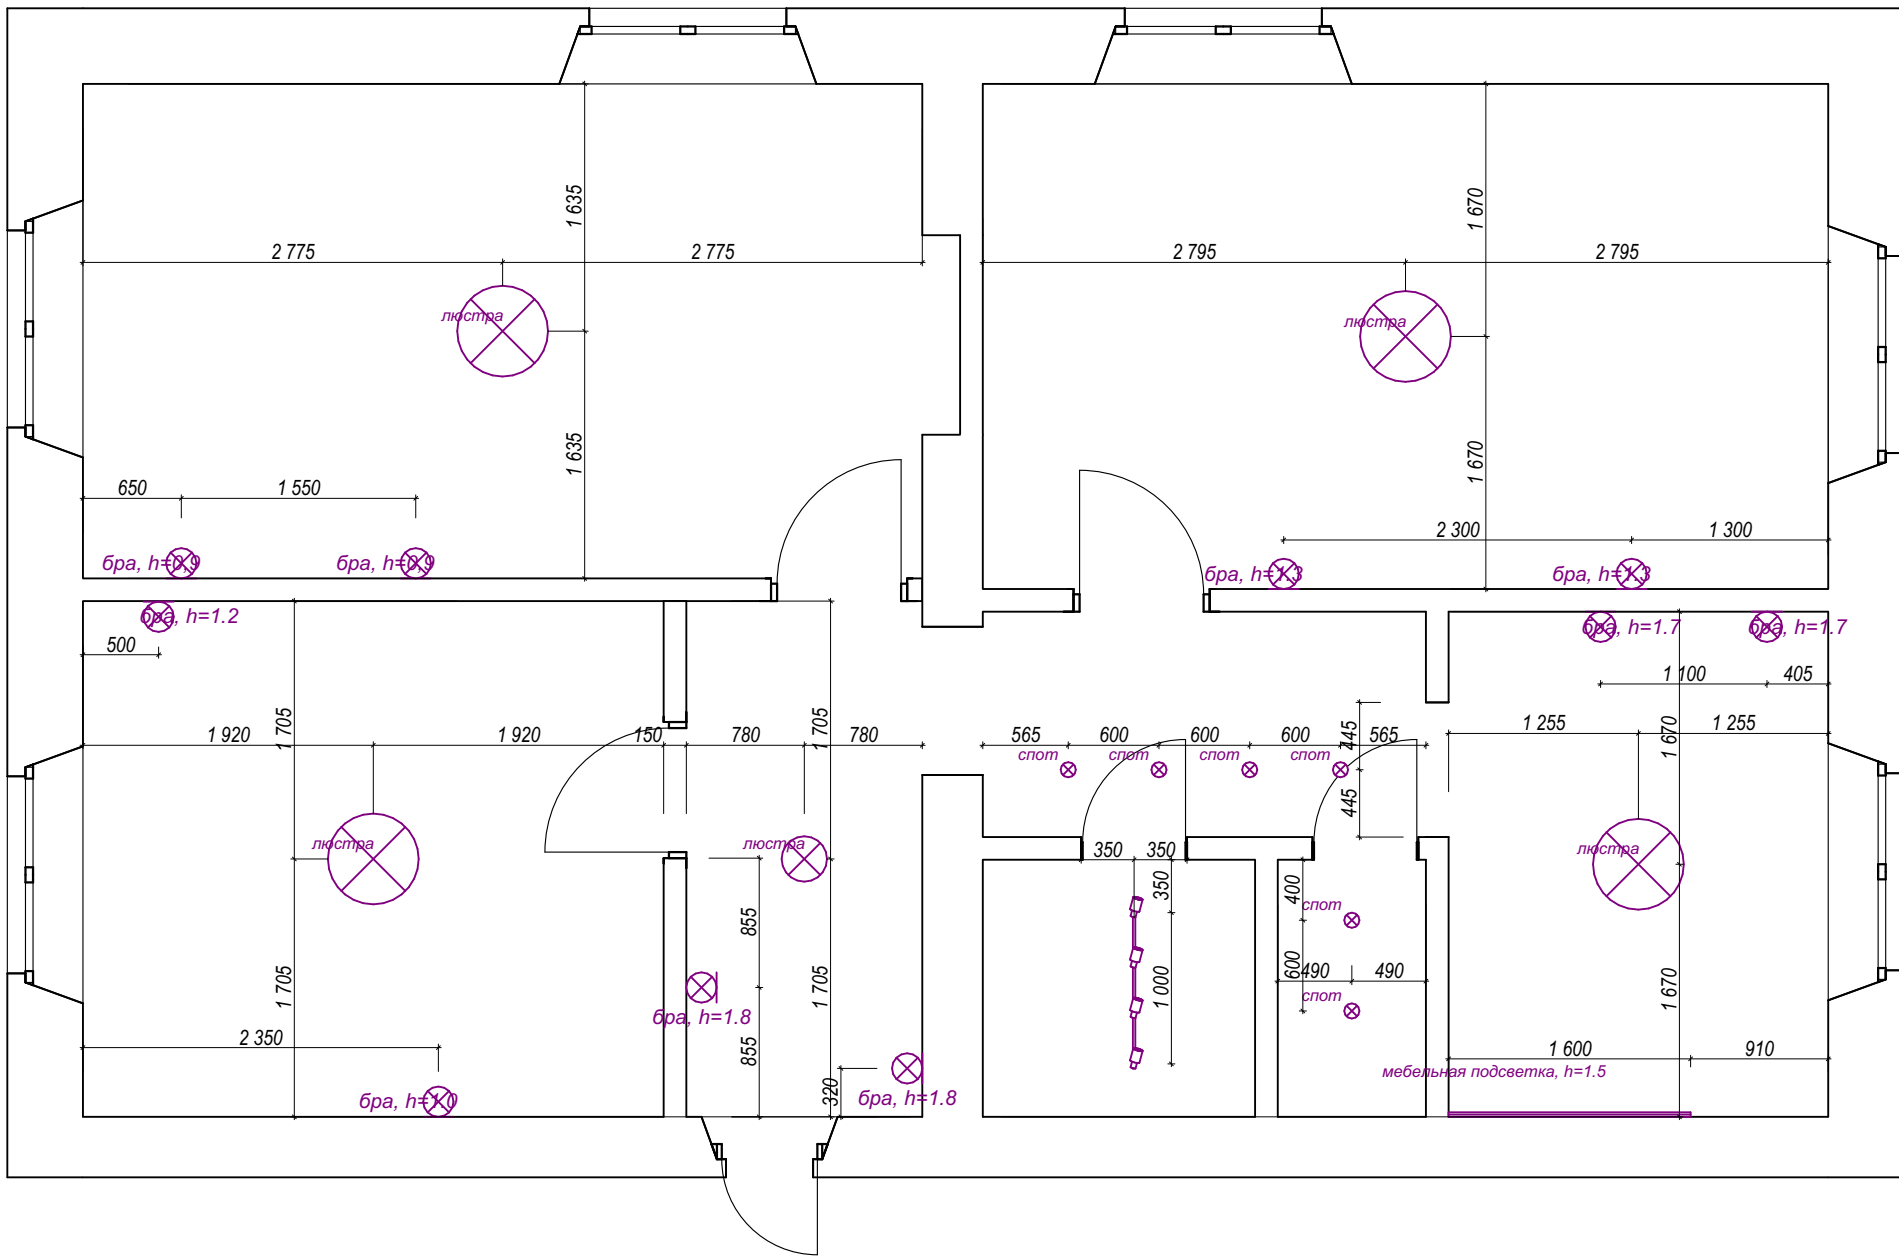 1 635
1 670
2 775
2 775
2 795
2 795
люстра
люстра
1 635
1 670
650
1 550
2 300
1 300
бра, h=0,9
бра, h=0,9
бра, h=1.3
бра, h=1.3
бра, h=1.2
бра, h=1.7
бра, h=1.7
500
1 100
405
1 705
1 705
445
1 670
1 920
1 920
150
780
780
565
600
600
600
565
1 255
1 255
спот
спот
спот
спот
445
люстра
люстра
люстра
350
350
350
400
спот
855
1 705
1 705
1 000
600
490
490
1 670
спот
бра, h=1.8
855
2 350
1 600
910
мебельная подсветка, h=1.5
320
бра, h=1.0
бра, h=1.8